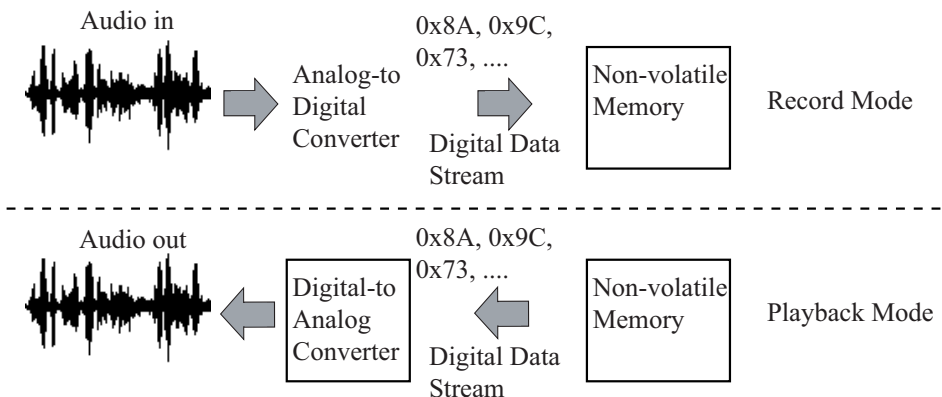 Audio in
Analog-to
Digital
Converter
0x8A, 0x9C,
0x73, ....
Digital Data
Stream
Non-volatile
Memory
Record Mode
Audio out
Digital-to
Analog
Converter
0x8A, 0x9C,
0x73, ....
Digital Data
Stream
Non-volatile
Memory
Playback Mode